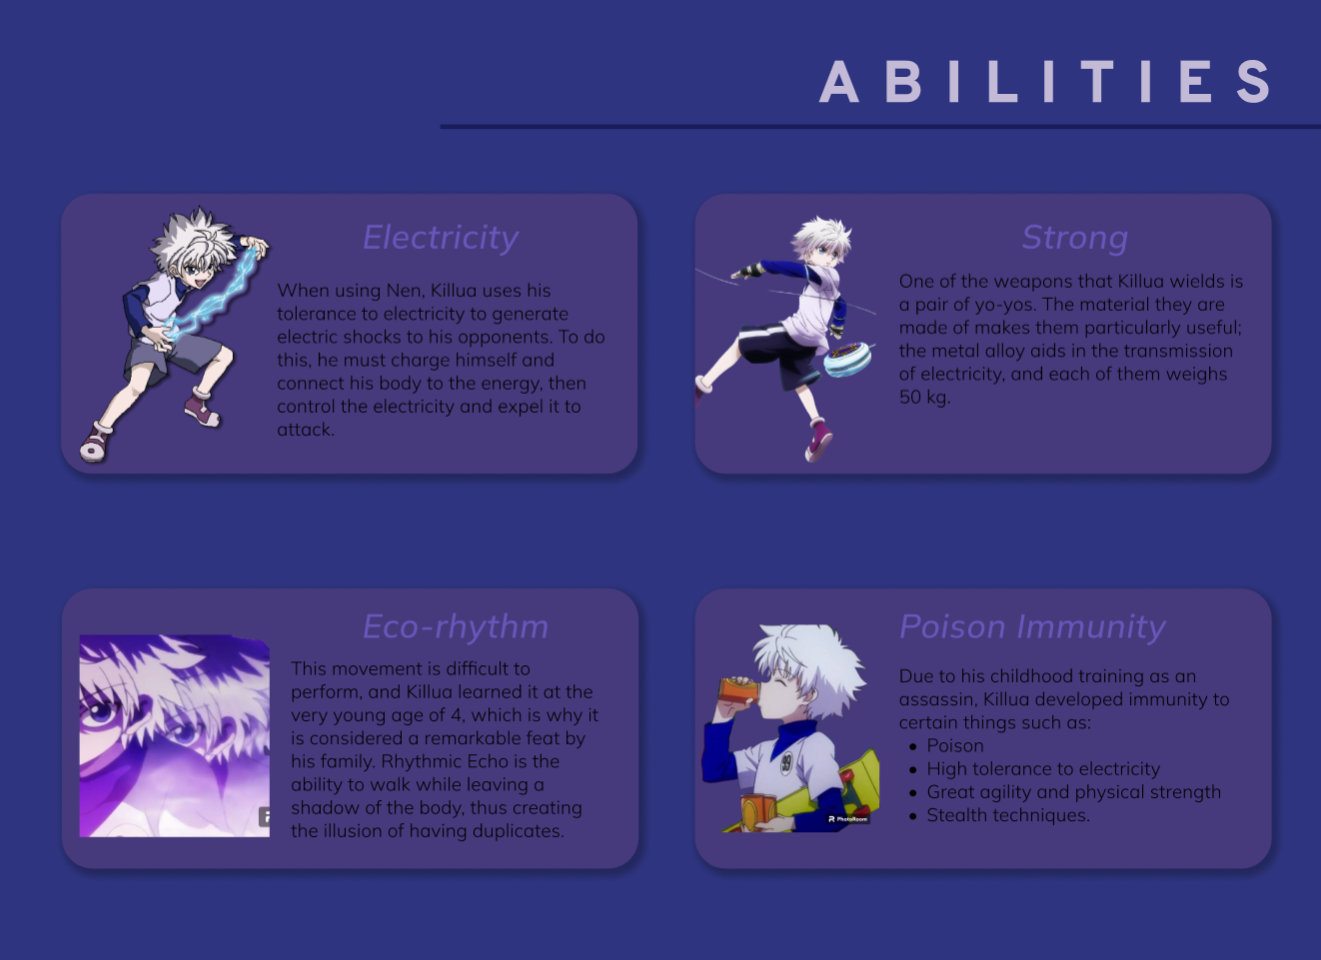 ABILITIES
Electricity
When using Nen, Killua uses his
tolerance to electricity to generate
electric shocks to his opponents. To do
this, he must charge himself and
connect his body to the energy, then
control the electricity and expel it to
attack.
Strong
One of the weapons that Killua wields is
a pair of yo-yos. The material they are
made of makes them particularly useful;
the metal alloy aids in the transmission
of electricity, and each of them weighs
50 kg.
Eco-rhythm
This movement is difficult to
perform, and Killua learned it at the
very young age of 4, which is why it
is considered a remarkable feat by
his family. Rhythmic Echo is the
ability to walk while leaving a
shadow of the body, thus creating
the illusion of having duplicates.
Poison Immunity
Due to his childhood training as an
assassin, Killua developed immunity to
certain things such as:
• Poison
• High tolerance to electricity
• Great agility and physical strength
• Stealth techniques.
99
PhotoRoom